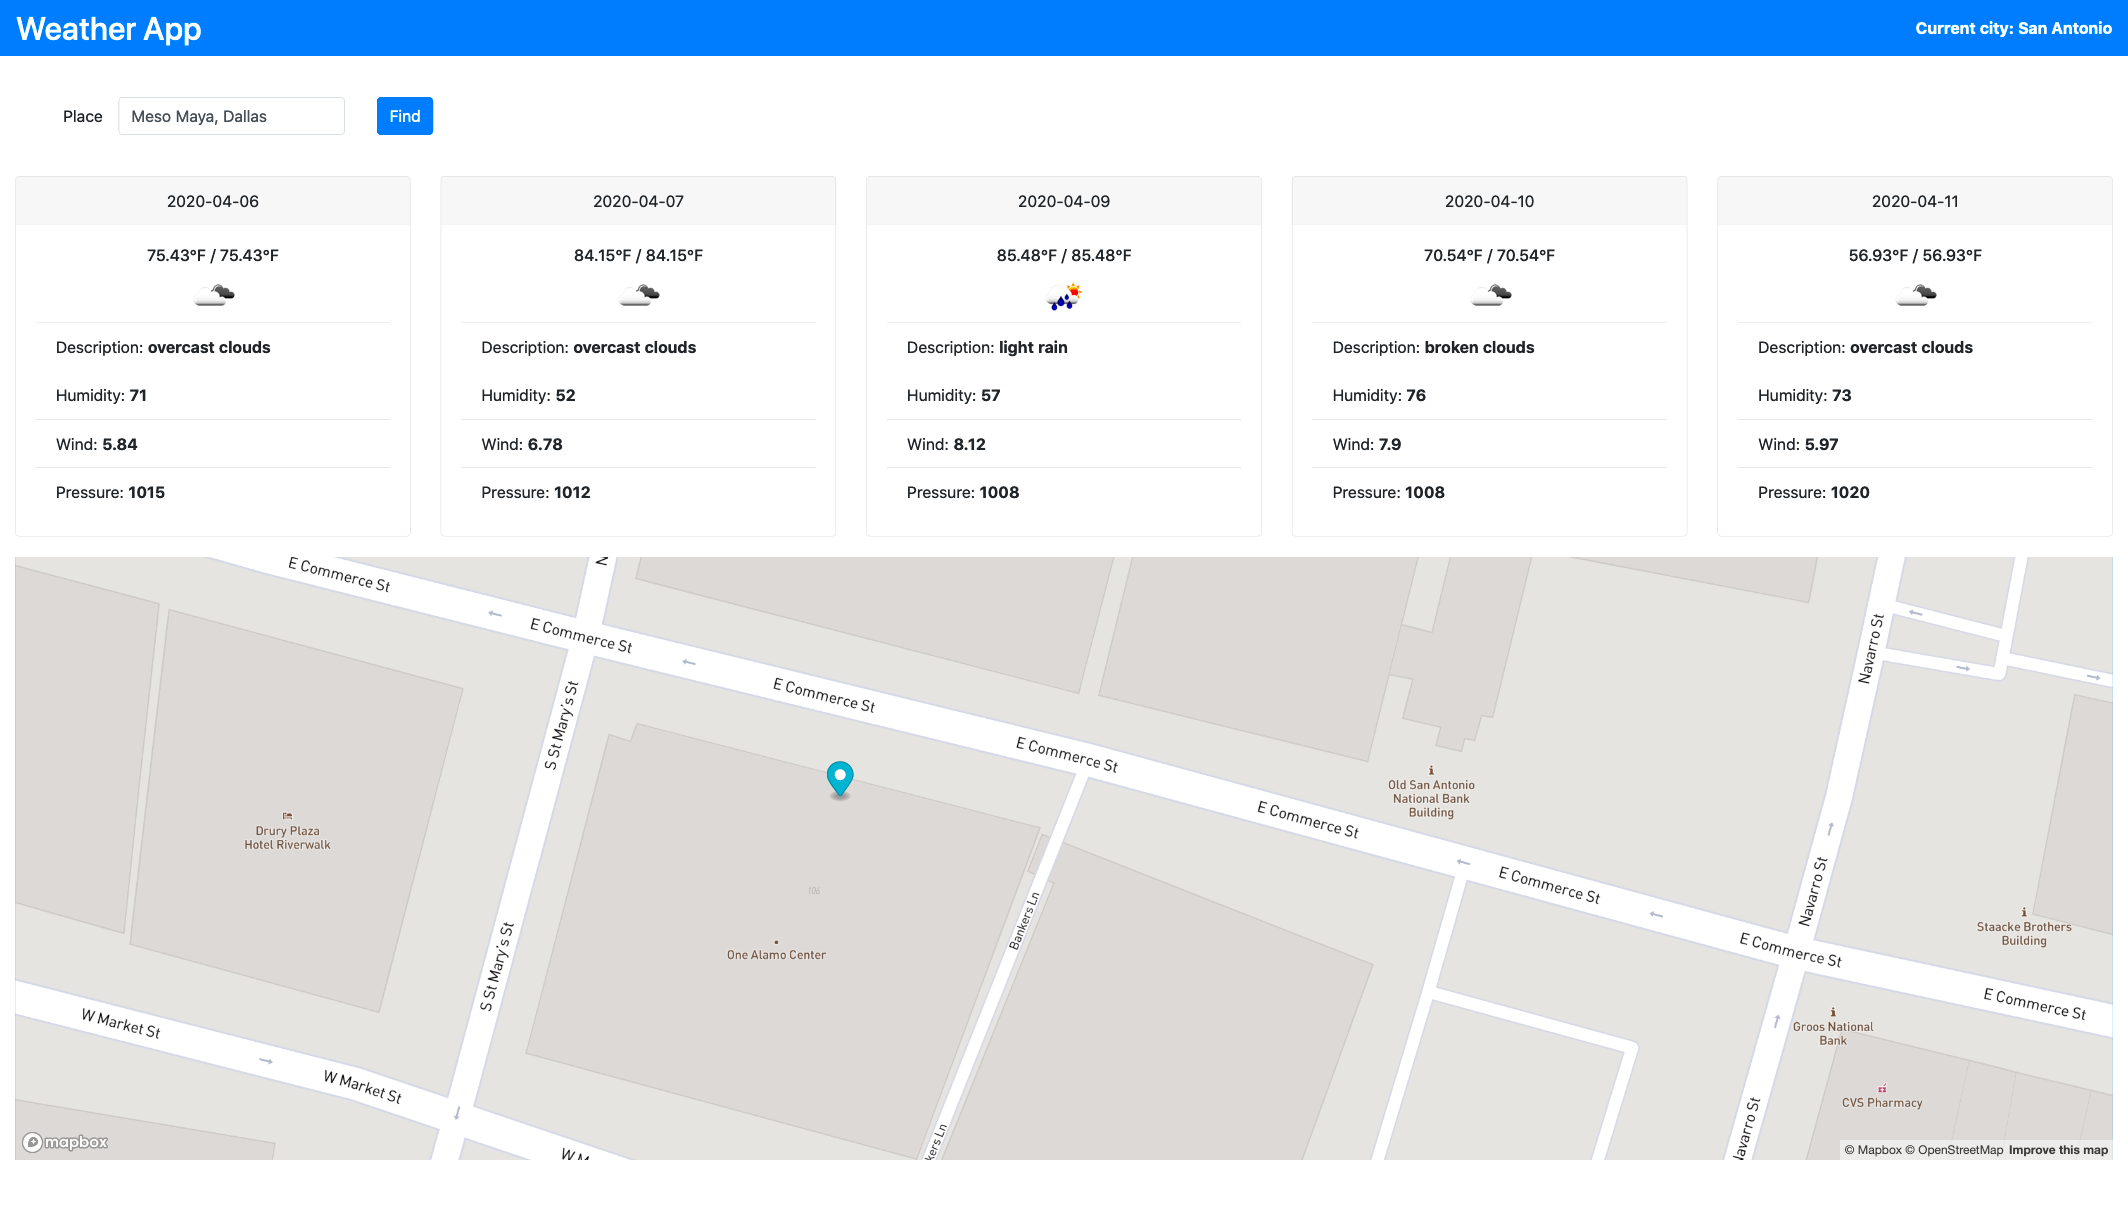 Weather App
Current city: San Antonio
Place
Meso Maya, Dallas
Find
2020-04-06
75.43°F / 75.43°F
Description: overcast clouds
Humidity: 71
Wind: 5.84
Pressure: 1015
2020-04-07
84.15°F / 84.15°F
Description: overcast clouds
Humidity: 52
Wind: 6.78
Pressure: 1012
2020-04-09
85.48°F / 85.48°F
Description: light rain
Humidity: 57
Wind: 8.12
Pressure: 1008
2020-04-10
70.54°F / 70.54°F
Description: broken clouds
Humidity: 76
Wind: 7.9
Pressure: 1008
2020-04-11
56.93°F / 56.93°F
Description: overcast clouds
Humidity: 73
Wind: 5.97
Pressure: 1020
E Commerce St
N
E Commerce St
E Commerce St
E Commerce St
E Commerce St
E Commerce St
E Commerce St
E Commerce St
S St Mary's St
S St Mary's St
Navarro St
Navarro St
Navarro St
Old San Antonio
National Bank
Building
Drury Plaza
Hotel Riverwalk
106
One Alamo Center
Bankers Ln
kers Ln
Staacke Brothers
Building
Groos National
Bank
CVS Pharmacy
W Market St
W Market St
W M
mapbox
© Mapbox © OpenStreetMap Improve this map